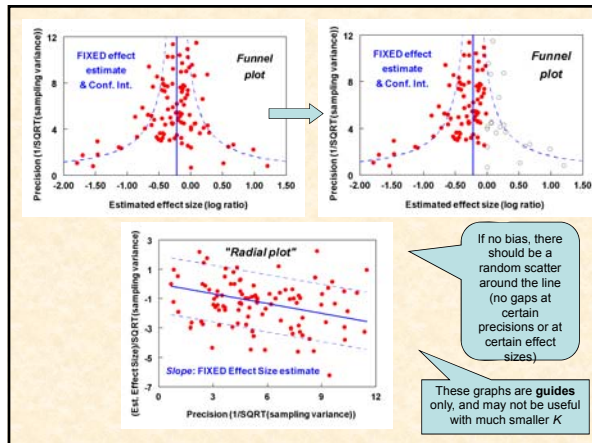 12
8
4
0
Precision (1/SQRT(sampling variance))
FIXED effect
estimate
& Conf. Int.
Funnel
plot
-2.00 -1.50 -1.00 -0.50 0.00 0.50 1.00 1.50
Estimated effect size (log ratio)
12
8
4
0
Precision (1/SQRT(sampling variance))
FIXED effect
estimate
& Conf. Int.
Funnel
plot
-2.00 -1.50 -1.00 -0.50 0.00 0.50 1.00 1.50
Estimated effect size (log ratio)
3
1
-1
-3
-5
-7
(Est. Effect Size)/SQRT(sampling variance)
"Radial plot"
Slope: FIXED Effect Size estimate
0 3 6 9 12
Precision (1/SQRT(sampling variance))
If no bias, there
should be a
random scatter
around the line
(no gaps at
certain
precisions or at
certain effect
sizes)
These graphs are guides
only, and may not be useful
with much smaller K